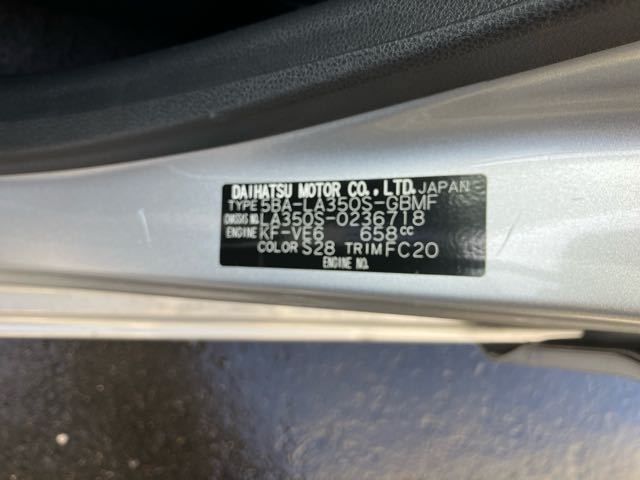 DAIHATSU MOTOR CO.,LTD. JAPAN
TYPE 5BA-LA350S-GBMF
CHASSIS NO. LA350S-0236718
ENGINE KF-VE6 658cc
COLOR S28 TRIM FC20
ENGINE NO.